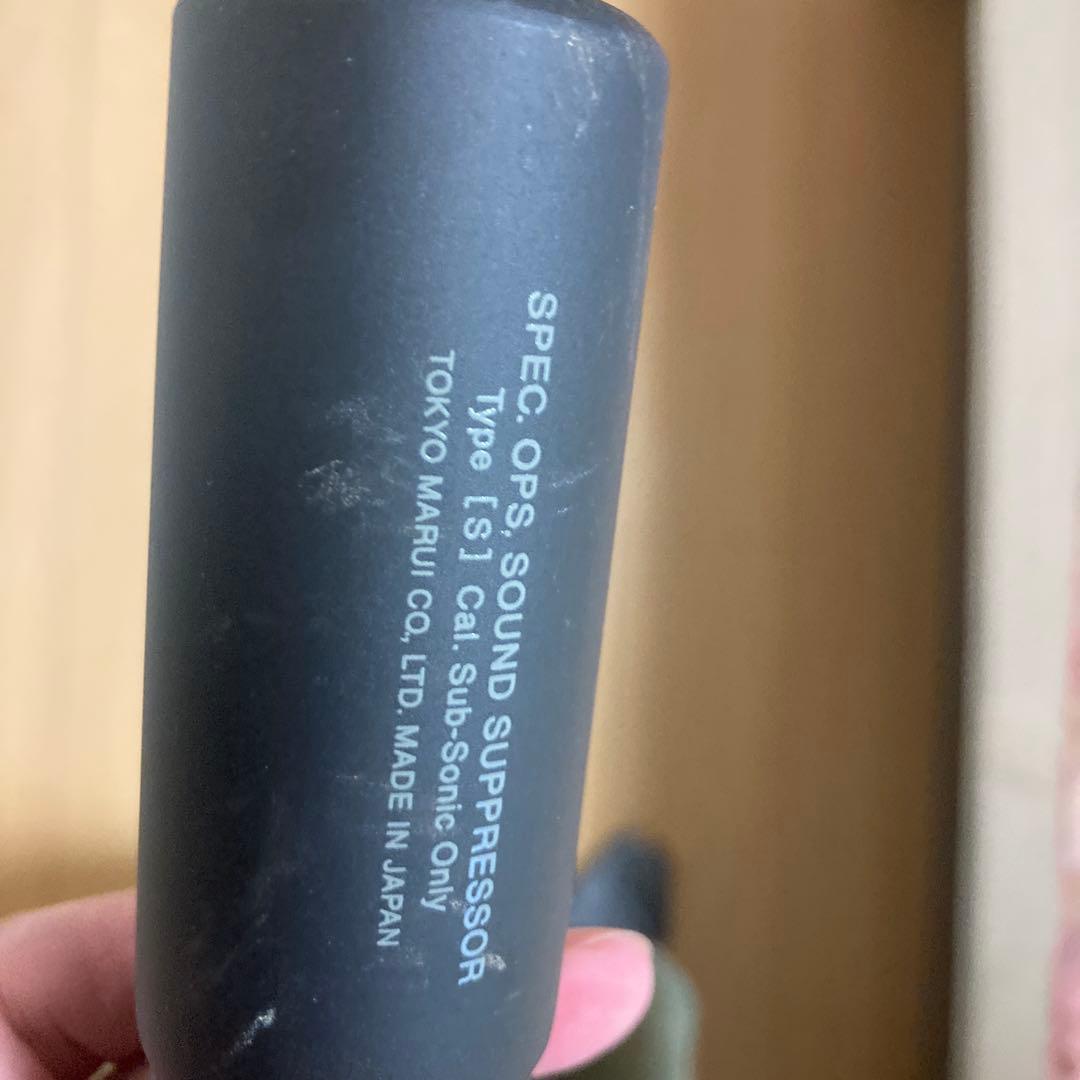 SPEC. OPS, SOUND SUPPRESSOR
Type [S] Cal. Sub-Sonic Only
TOKYO MARUI CO., LTD. MADE IN JAPAN